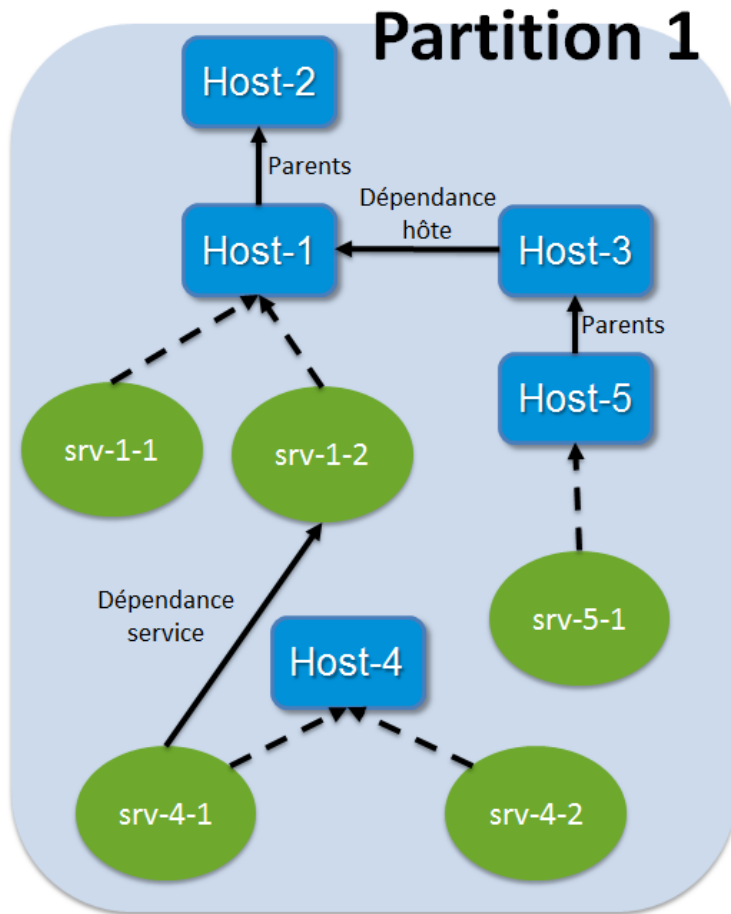 Partition 1
Host-2
Parents
Dépendance
hôte
Host-1
Host-3
Parents
Host-5
srv-1-1
srv-1-2
Dépendance
service
srv-5-1
Host-4
srv-4-1
srv-4-2